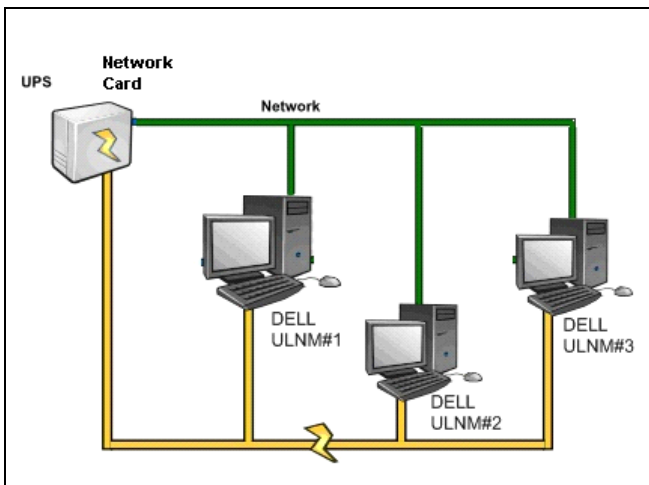 Network
Card
UPS
Network
DELL
ULNM#1
DELL
ULNM#2
DELL
ULNM#3